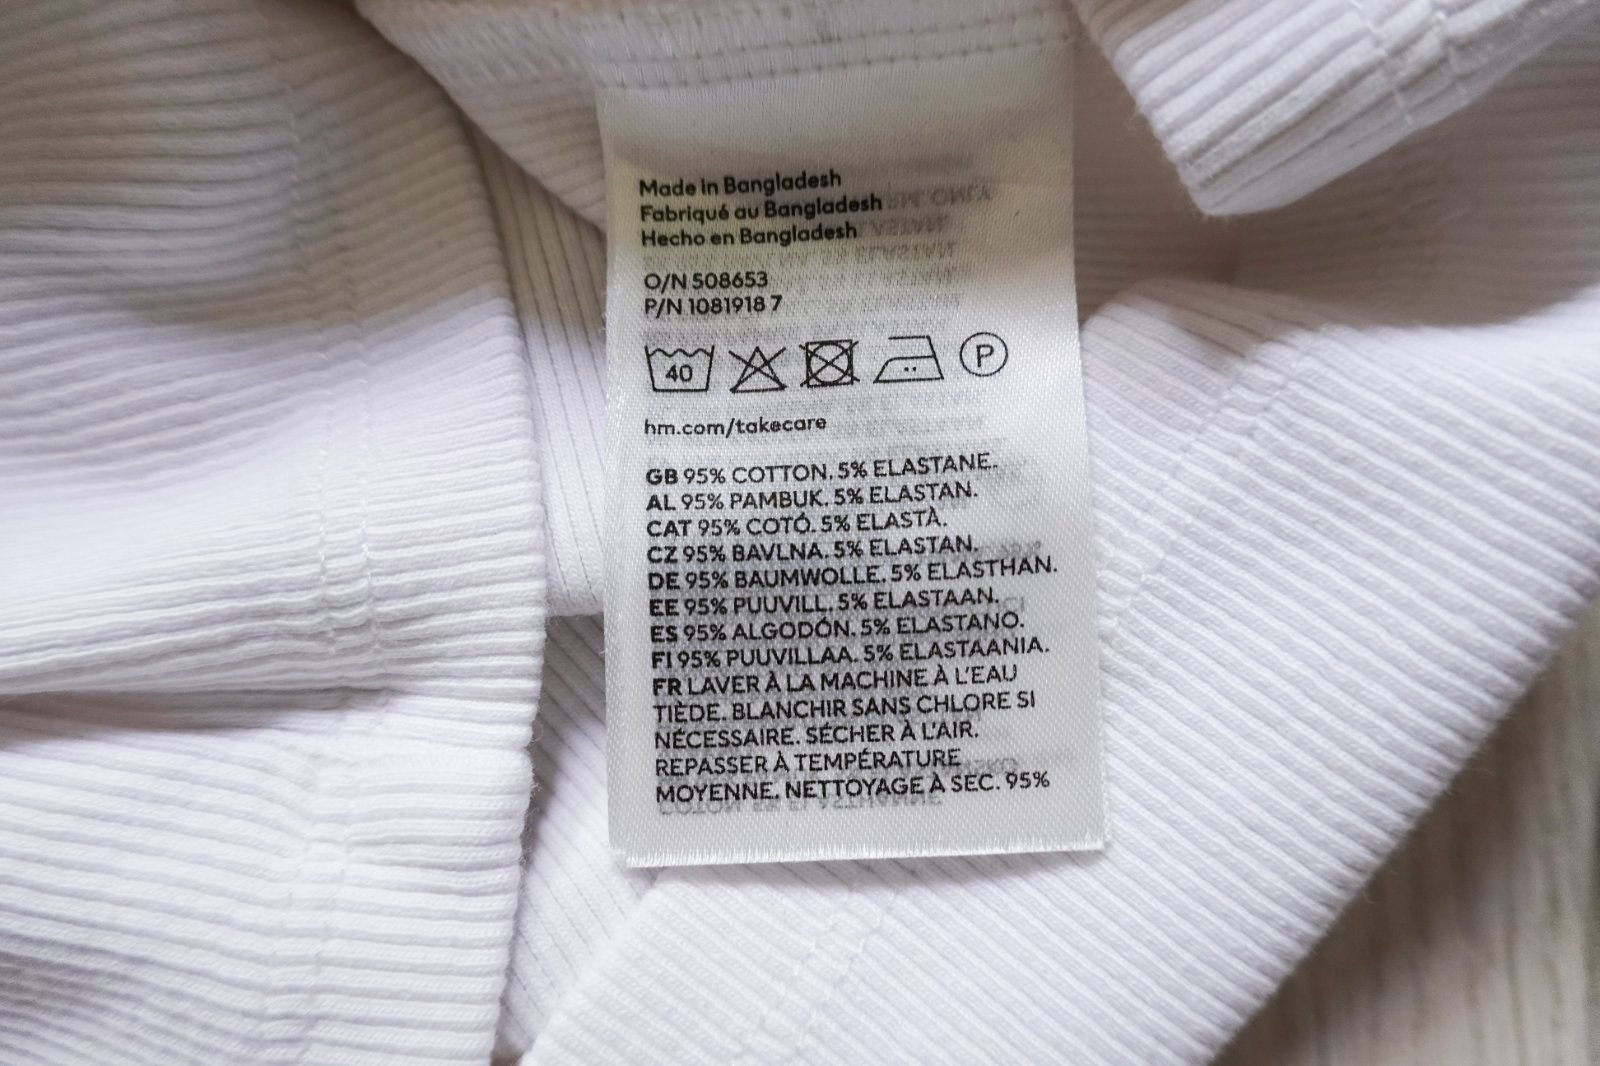 Made in Bangladesh
Fabriqué au Bangladesh
Hecho en Bangladesh
O/N 508653
P/N 1081918 7
40 P
hm.com/takecare
GB 95% COTTON. 5% ELASTANE.
AL 95% PAMBUK. 5% ELASTAN.
CAT 95% COTÓ. 5% ELASTÀ.
CZ 95% BAVLNA. 5% ELASTAN.
DE 95% BAUMWOLLE. 5% ELASTHAN.
EE 95% PUUVILL. 5% ELASTAAN.
ES 95% ALGODÓN. 5% ELASTANO.
FI 95% PUUVILLAA. 5% ELASTAANIA.
FR LAVER À LA MACHINE À L'EAU
TIÈDE. BLANCHIR SANS CHLORE SI
NÉCESSAIRE. SÉCHER À L'AIR.
REPASSER À TEMPÉRATURE
MOYENNE. NETTOYAGE À SEC. 95%